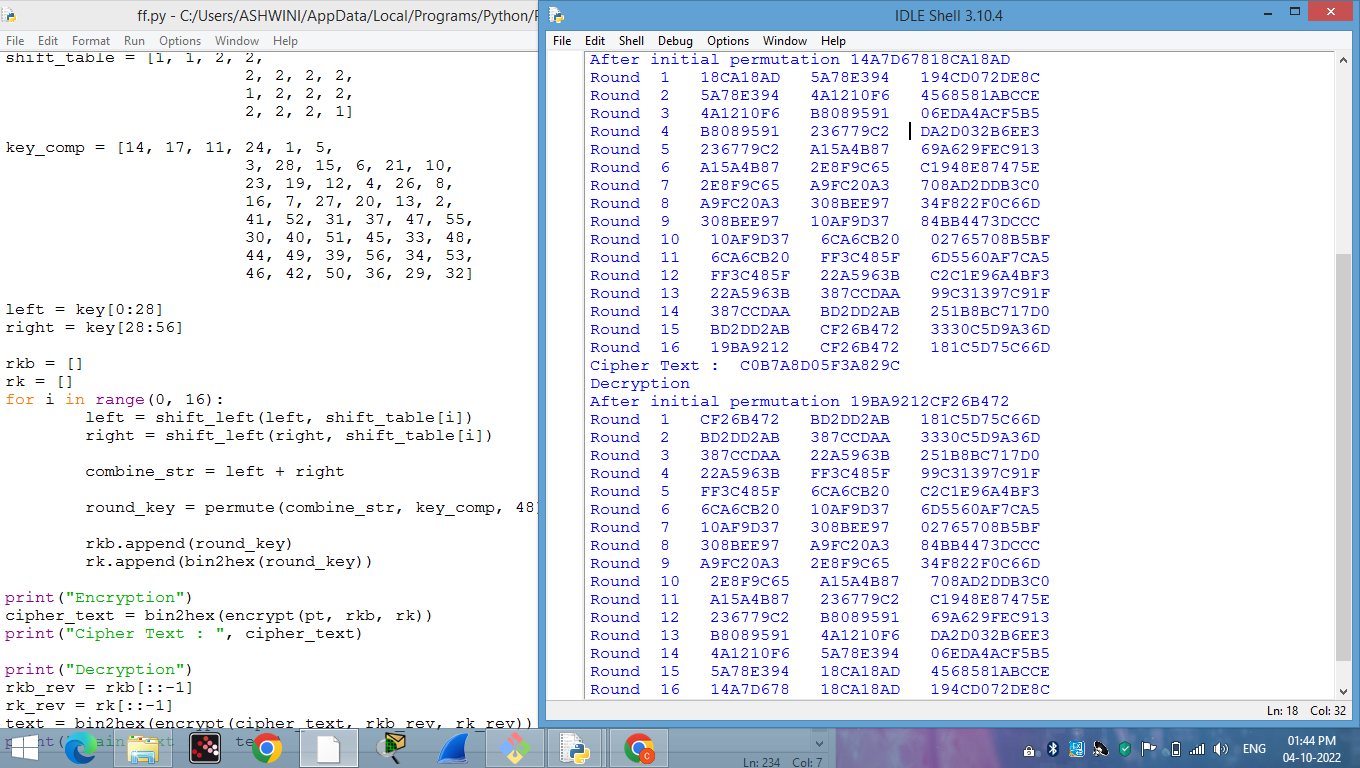 ff.py - C:/Users/ASHWINI/AppData/Local/Programs/Python/
File Edit Format Run Options Window Help
shift_table = [1, 1, 2, 2,
2, 2, 2, 2,
1, 2, 2, 2,
2, 2, 2, 1]
key_comp = [14, 17, 11, 24, 1, 5,
3, 28, 15, 6, 21, 10,
23, 19, 12, 4, 26, 8,
16, 7, 27, 20, 13, 2,
41, 52, 31, 37, 47, 55,
30, 40, 51, 45, 33, 48,
44, 49, 39, 56, 34, 53,
46, 42, 50, 36, 29, 32]
left = key[0:28]
right = key[28:56]
rkb = []
rk = []
for i in range(0, 16):
left = shift_left(left, shift_table[i])
right = shift_left(right, shift_table[i])
combine_str = left + right
round_key = permute(combine_str, key_comp, 48)
rkb.append(round_key)
rk.append(bin2hex(round_key))
print("Encryption")
cipher_text = bin2hex(encrypt(pt, rkb, rk))
print("Cipher Text : ", cipher_text)
print("Decryption")
rkb_rev = rkb[::-1]
rk_rev = rk[::-1]
text = bin2hex(encrypt(cipher_text, rkb_rev, rk_rev))
Ln: 234 Col: 7
IDLE Shell 3.10.4
File Edit Shell Debug Options Window Help
After initial permutation 14A7D67818CA18AD
Round 1 18CA18AD 5A78E394 194CD072DE8C
Round 2 5A78E394 4A1210F6 4568581ABCCE
Round 3 4A1210F6 B8089591 06EDA4ACF5B5
Round 4 B8089591 236779C2 DA2D032B6EE3
Round 5 236779C2 A15A4B87 69A629FEC913
Round 6 A15A4B87 2E8F9C65 C1948E87475E
Round 7 2E8F9C65 A9FC20A3 708AD2DDB3C0
Round 8 A9FC20A3 308BEE97 34F822F0C66D
Round 9 308BEE97 10AF9D37 84BB4473DCCC
Round 10 10AF9D37 6CA6CB20 02765708B5BF
Round 11 6CA6CB20 FF3C485F 6D5560AF7CA5
Round 12 FF3C485F 22A5963B C2C1E96A4BF3
Round 13 22A5963B 387CCDAA 99C31397C91F
Round 14 387CCDAA BD2DD2AB 251B8BC717D0
Round 15 BD2DD2AB CF26B472 3330C5D9A36D
Round 16 19BA9212 CF26B472 181C5D75C66D
Cipher Text : C0B7A8D05F3A829C
Decryption
After initial permutation 19BA9212CF26B472
Round 1 CF26B472 BD2DD2AB 181C5D75C66D
Round 2 BD2DD2AB 387CCDAA 3330C5D9A36D
Round 3 387CCDAA 22A5963B 251B8BC717D0
Round 4 22A5963B FF3C485F 99C31397C91F
Round 5 FF3C485F 6CA6CB20 C2C1E96A4BF3
Round 6 6CA6CB20 10AF9D37 6D5560AF7CA5
Round 7 10AF9D37 308BEE97 02765708B5BF
Round 8 308BEE97 A9FC20A3 84BB4473DCCC
Round 9 A9FC20A3 2E8F9C65 34F822F0C66D
Round 10 2E8F9C65 A15A4B87 708AD2DDB3C0
Round 11 A15A4B87 236779C2 C1948E87475E
Round 12 236779C2 B8089591 69A629FEC913
Round 13 B8089591 4A1210F6 DA2D032B6EE3
Round 14 4A1210F6 5A78E394 06EDA4ACF5B5
Round 15 5A78E394 18CA18AD 4568581ABCCE
Round 16 14A7D678 18CA18AD 194CD072DE8C
Ln: 18 Col: 32
ENG
01:44 PM
04-10-2022